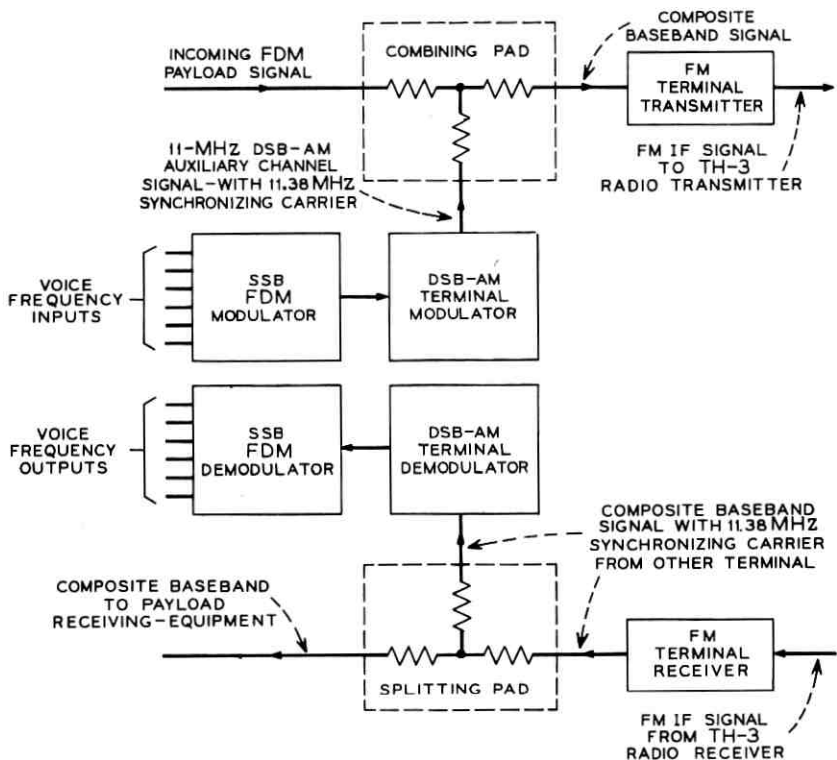 INCOMING FDM
PAYLOAD SIGNAL
COMBINING PAD
COMPOSITE
BASEBAND SIGNAL
FM
TERMINAL
TRANSMITTER
11-MHZ DSB-AM
AUXILIARY CHANNEL
SIGNAL-WITH 11.38 MHZ
SYNCHRONIZING CARRIER
FM IF SIGNAL
TO TH-3
RADIO TRANSMITTER
VOICE
FREQUENCY
INPUTS
SSB
FDM
MODULATOR
DSB-AM
TERMINAL
MODULATOR
VOICE
FREQUENCY
OUTPUTS
SSB
FDM
DEMODULATOR
DSB-AM
TERMINAL
DEMODULATOR
COMPOSITE BASEBAND
SIGNAL WITH 11.38 MHZ
SYNCHRONIZING CARRIER
FROM OTHER TERMINAL
COMPOSITE BASEBAND
TO PAYLOAD
RECEIVING-EQUIPMENT
SPLITTING PAD
FM
TERMINAL
RECEIVER
FM IF SIGNAL
FROM TH-3
RADIO RECEIVER